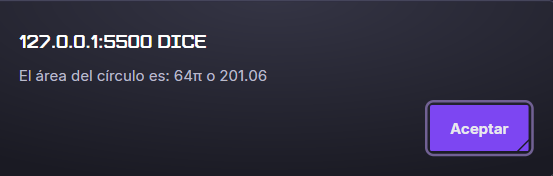 127.0.0.1:5500 DICE
El área del círculo es: 64π o 201.06
Aceptar